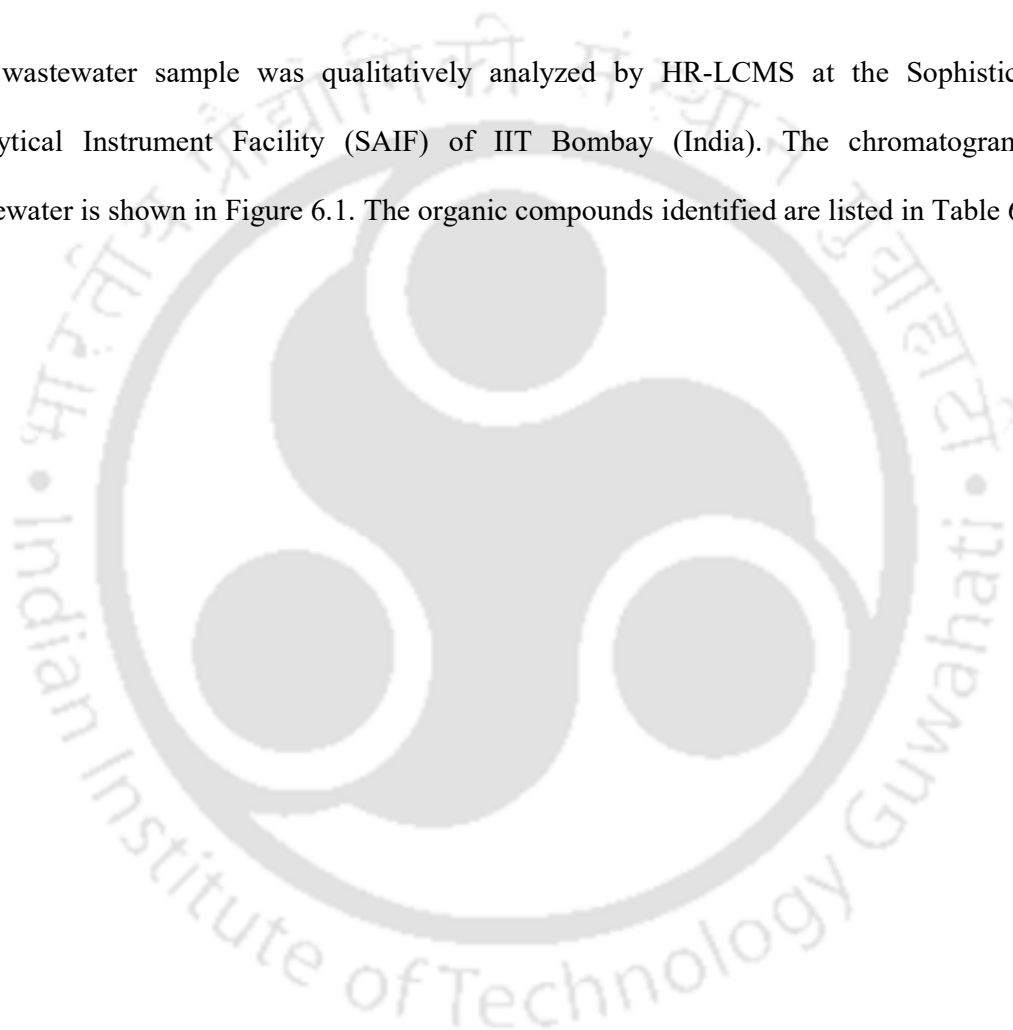 wastewater sample was qualitatively analyzed by HR-LCMS at the Sophistic
ytical Instrument Facility (SAIF) of IIT Bombay (India). The chromatogram
ewater is shown in Figure 6.1. The organic compounds identified are listed in Table 6
भारतीय प्रौद्योगिकी संस्थान गुवाहाटी
Indian Institute of Technology Guwahati